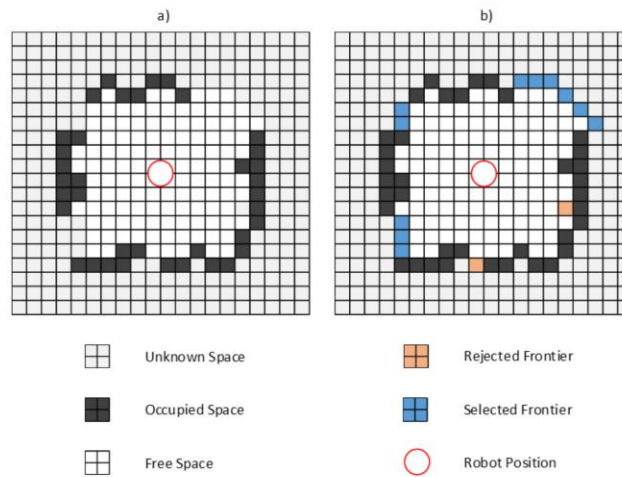 a)
b)
Unknown Space
Rejected Frontier
Occupied Space
Selected Frontier
Free Space
Robot Position